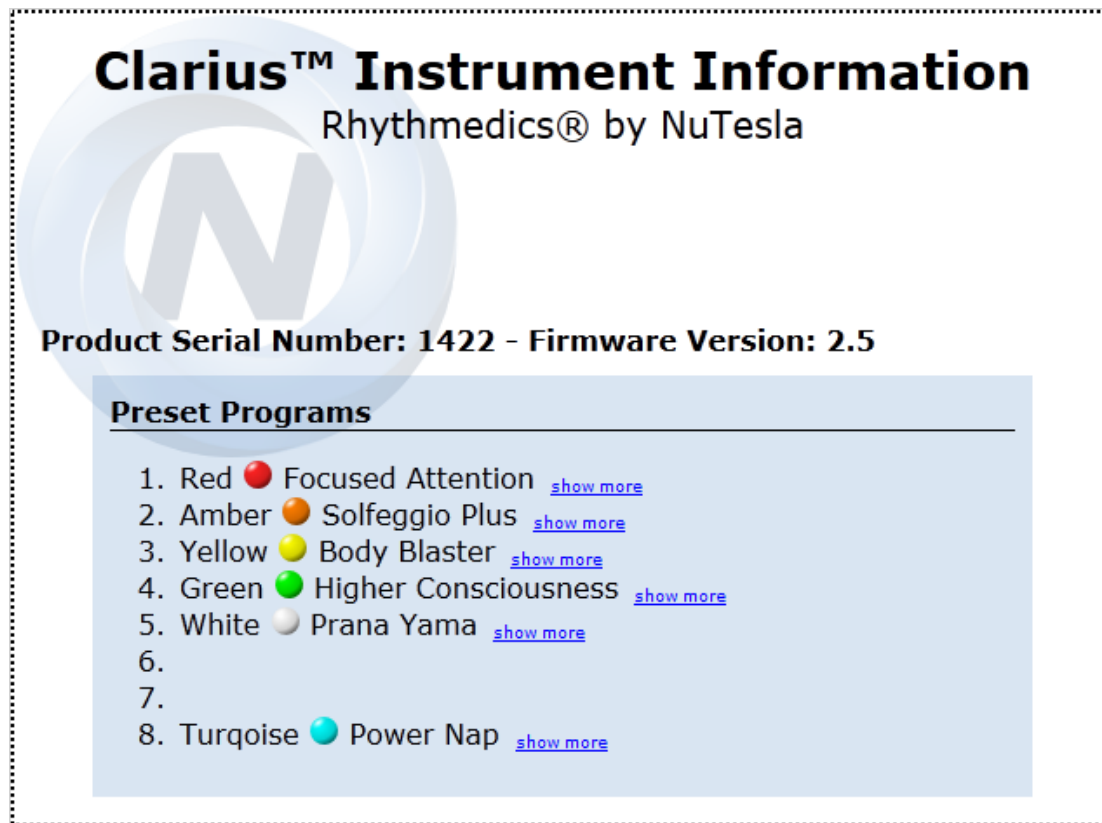 Clarius™ Instrument Information
Rhythmedics® by NuTesla
N
Product Serial Number: 1422 - Firmware Version: 2.5
Preset Programs
1. Red Focused Attention show more
2. Amber Solfeggio Plus show more
3. Yellow Body Blaster show more
4. Green Higher Consciousness show more
5. White Prana Yama show more
6.
7.
8. Turqoise Power Nap show more